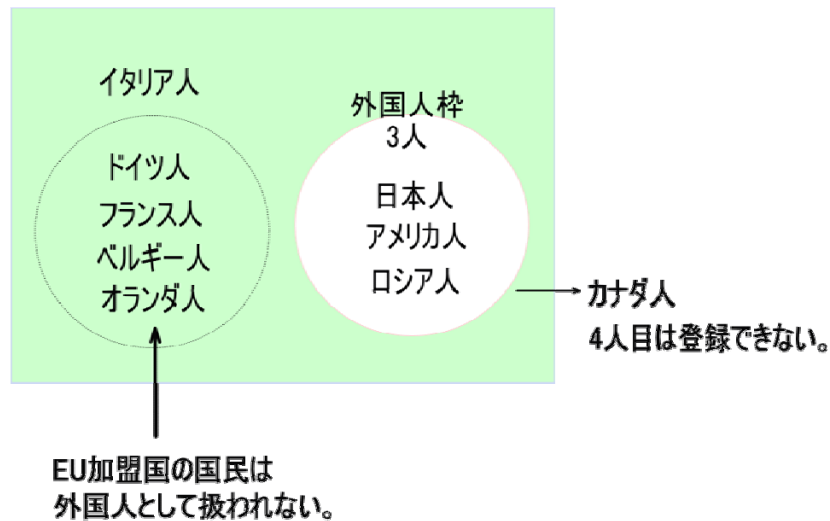 イタリア人
ドイツ人
フランス人
ベルギー人
オランダ人
外国人枠
3人
日本人
アメリカ人
ロシア人
カナダ人
4人目は登録できない。
EU加盟国の国民は
外国人として扱われない。